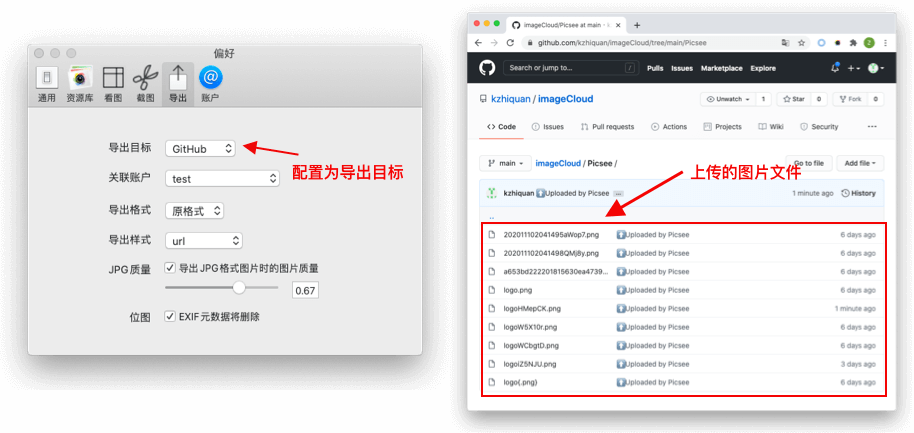 偏好
通用
资源库
看图
截图
导出
账户
导出目标
GitHub
关联账户
test
导出格式
原格式
导出样式
url
JPG质量
导出JPG格式图片时的图片质量
0.67
位图
EXIF元数据将删除
配置为导出目标
imageCloud/Picsee at main · k
github.com/kzhiquan/imageCloud/tree/main/Picsee
Search or jump to...
/
Pulls
Issues
Marketplace
Explore
kzhiquan / imageCloud
Unwatch
1
Star
0
Fork
0
Code
Issues
Pull requests
Actions
Projects
Wiki
Security
main
imageCloud / Picsee /
Go to file
Add file
上传的图片文件
kzhiquan Uploaded by Picsee
1 minute ago
History
..
202011102041495aWop7.png Uploaded by Picsee 6 days ago
202011102041498QMj8y.png Uploaded by Picsee 6 days ago
a653bd222201815630ea4739... Uploaded by Picsee 6 days ago
logo.png Uploaded by Picsee 6 days ago
logoHMepCK.png Uploaded by Picsee 1 minute ago
logoW5X10r.png Uploaded by Picsee 6 days ago
logoWCbgtD.png Uploaded by Picsee 6 days ago
logoiZ5NJU.png Uploaded by Picsee 3 days ago
logo(.png) Uploaded by Picsee 6 days ago